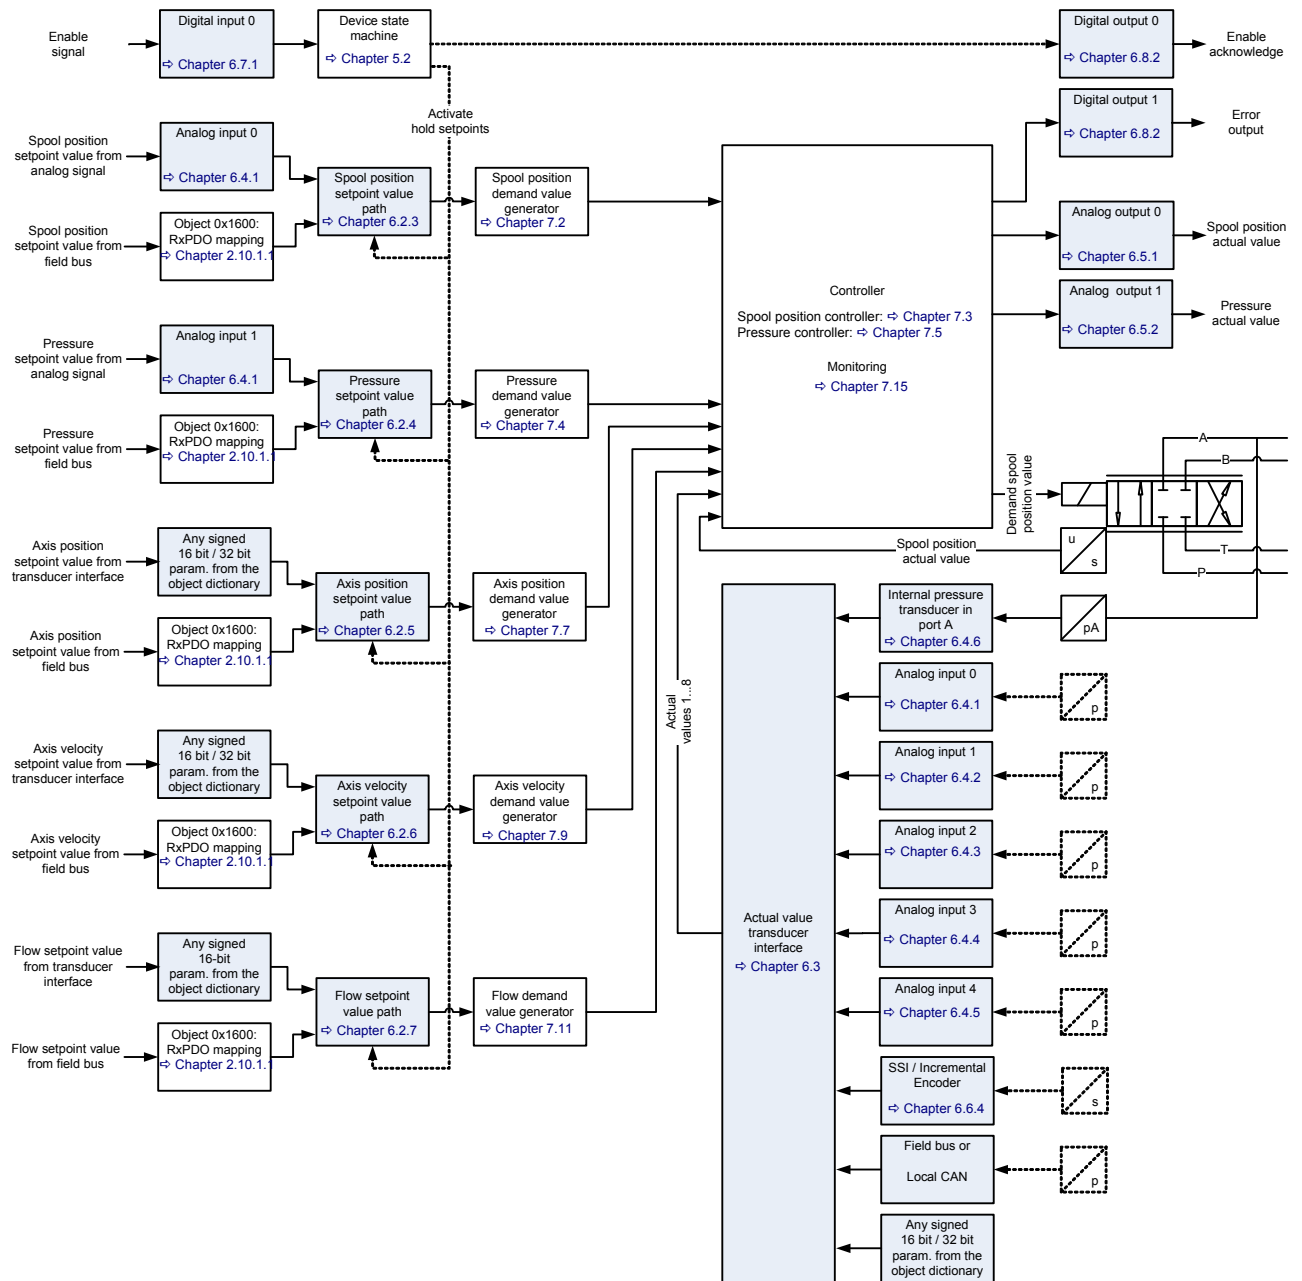 Enable
signal
Digital input 0
⇨ Chapter 6.7.1
Device state
machine
⇨ Chapter 5.2
Digital output 0
⇨ Chapter 6.8.2
Enable
acknowledge
Activate
hold setpoints
Digital output 1
⇨ Chapter 6.8.2
Error
output
Spool position
setpoint value from
analog signal
Analog input 0
⇨ Chapter 6.4.1
Spool position
setpoint value
path
⇨ Chapter 6.2.3
Spool position
demand value
generator
⇨ Chapter 7.2
Spool position
setpoint value from
field bus
Object 0x1600:
RxPDO mapping
⇨ Chapter 2.10.1.1
Analog output 0
⇨ Chapter 6.5.1
Spool position
actual value
Analog output 1
⇨ Chapter 6.5.2
Pressure
actual value
Controller
Spool position controller: ⇨ Chapter 7.3
Pressure controller: ⇨ Chapter 7.5
Monitoring
⇨ Chapter 7.15
Pressure
setpoint value from
analog signal
Analog input 1
⇨ Chapter 6.4.1
Pressure
setpoint value
path
⇨ Chapter 6.2.4
Pressure
demand value
generator
⇨ Chapter 7.4
Pressure
setpoint value from
field bus
Object 0x1600:
RxPDO mapping
⇨ Chapter 2.10.1.1
Demand spool
position value
A
B
T
P
u
s
Spool position
actual value
Axis position
setpoint value from
transducer interface
Any signed
16 bit / 32 bit
param. from the
object dictionary
Axis position
setpoint value
path
⇨ Chapter 6.2.5
Axis position
demand value
generator
⇨ Chapter 7.7
Axis position
setpoint value from
field bus
Object 0x1600:
RxPDO mapping
⇨ Chapter 2.10.1.1
Internal pressure
transducer in
port A
⇨ Chapter 6.4.6
pA
Actual
values 1...8
Analog input 0
⇨ Chapter 6.4.1
p
Axis velocity
setpoint value from
transducer interface
Any signed
16 bit / 32 bit
param. from the
object dictionary
Axis velocity
setpoint value
path
⇨ Chapter 6.2.6
Axis velocity
demand value
generator
⇨ Chapter 7.9
Axis velocity
setpoint value from
field bus
Object 0x1600:
RxPDO mapping
⇨ Chapter 2.10.1.1
Analog input 1
⇨ Chapter 6.4.2
p
Analog input 2
⇨ Chapter 6.4.3
p
Actual value
transducer
interface
⇨ Chapter 6.3
Analog input 3
⇨ Chapter 6.4.4
p
Flow setpoint value
from transducer
interface
Any signed
16-bit
param. from the
object dictionary
Flow setpoint
value path
⇨ Chapter 6.2.7
Flow demand
value generator
⇨ Chapter 7.11
Flow setpoint value
from field bus
Object 0x1600:
RxPDO mapping
⇨ Chapter 2.10.1.1
Analog input 4
⇨ Chapter 6.4.5
p
SSI / Incremental
Encoder
⇨ Chapter 6.6.4
s
Field bus or
Local CAN
p
Any signed
16 bit / 32 bit
param. from the
object dictionary